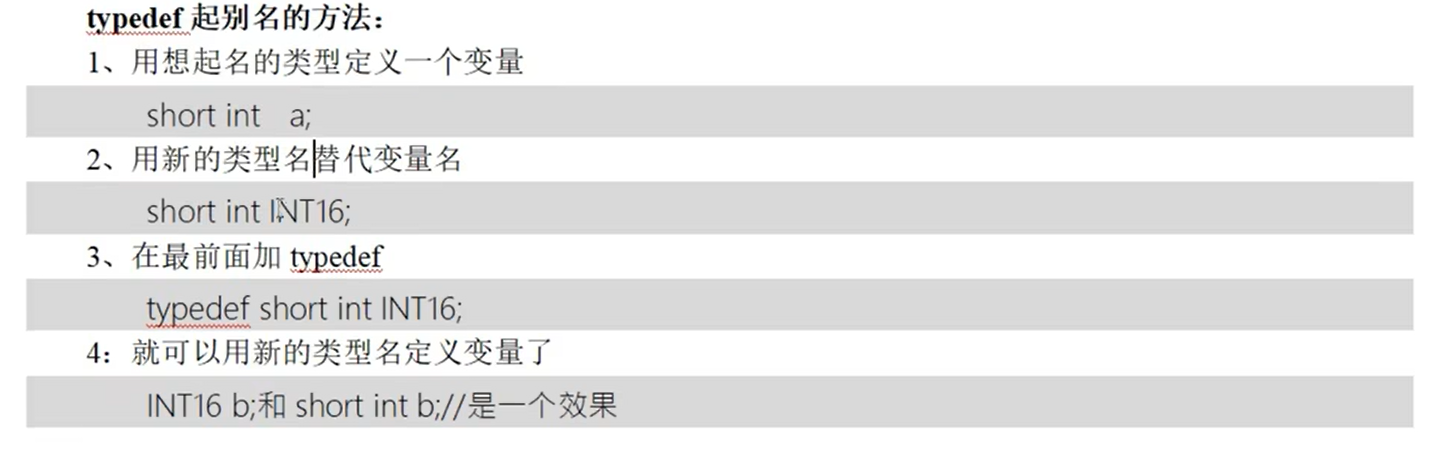 typedef 起别名的方法：
1、用想起名的类型定义一个变量
short int a;
2、用新的类型名替代变量名
short int INT16;
3、在最前面加 typedef
typedef short int INT16;
4：就可以用新的类型名定义变量了
INT16 b;和 short int b;//是一个效果